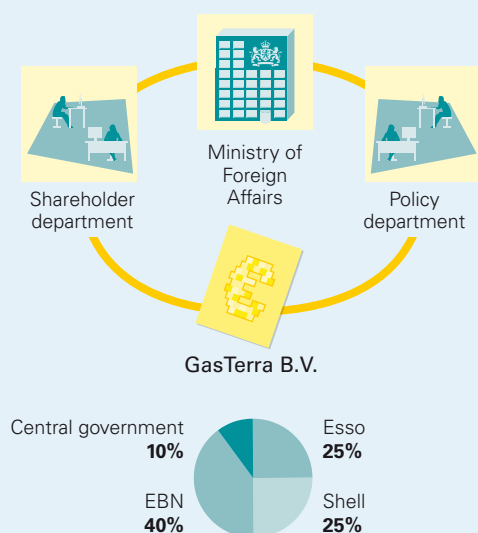 Ministry of
Foreign
Affairs
Shareholder
department
Policy
department
GasTerra B.V.
Central government
10%
Esso
25%
EBN
40%
Shell
25%